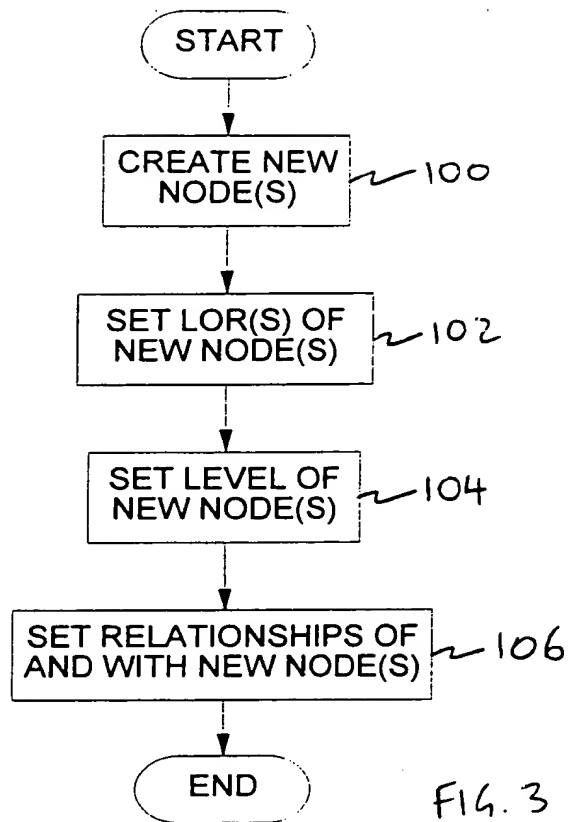 START
CREATE NEW
NODE(S)
100
SET LOR(S) OF
NEW NODE(S)
102
SET LEVEL OF
NEW NODE(S)
104
SET RELATIONSHIPS OF
AND WITH NEW NODE(S)
106
END
FIG. 3